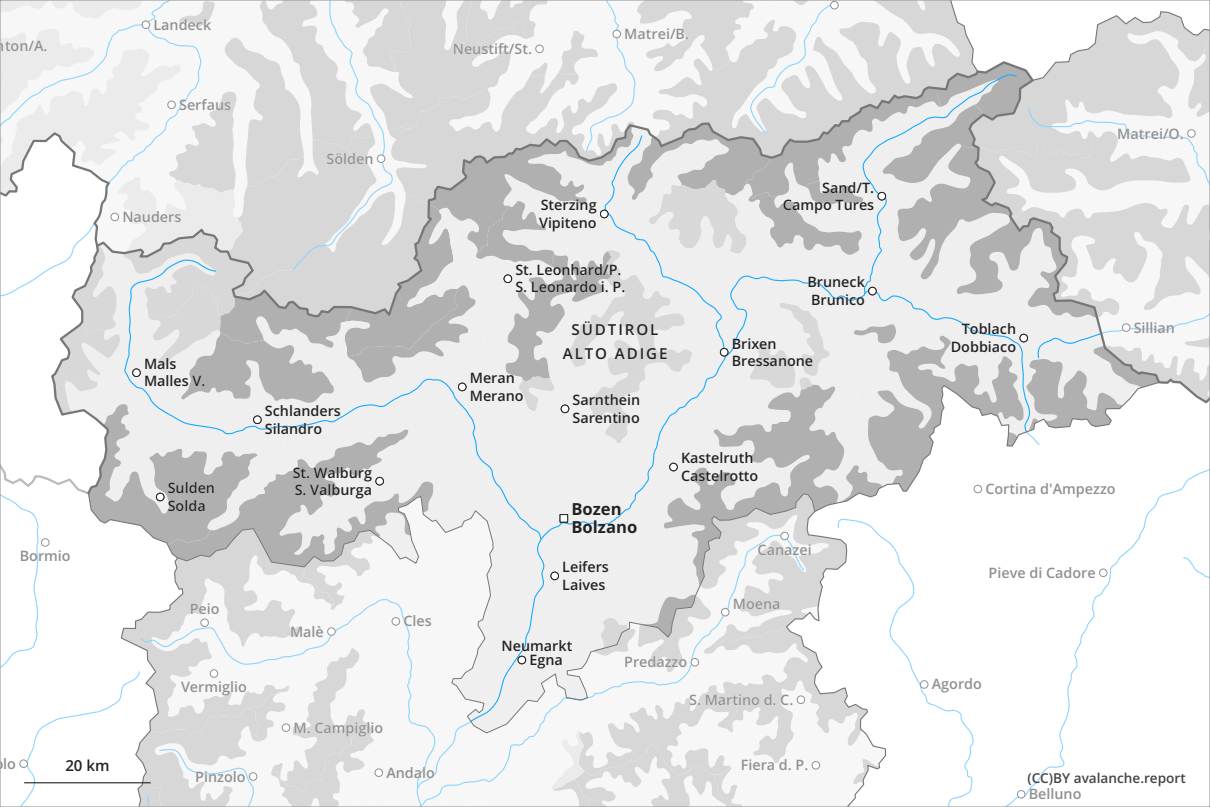 Landeck
nton/A.
Neustift/St.
Matrei/B.
Serfaus
Sölden
Matrei/O.
Nauders
Sand/T.
Campo Tures
Sterzing
Vipiteno
St. Leonhard/P.
S. Leonardo i. P.
Bruneck
Brunico
SÜDTIROL
ALTO ADIGE
Toblach
Dobbiaco
Sillian
Brixen
Bressanone
Mals
Malles V.
Meran
Merano
Schlanders
Silandro
Sarnthein
Sarentino
St. Walburg
S. Valburga
Kastelruth
Castelrotto
Sulden
Solda
Cortina d'Ampezzo
Bozen
Bolzano
Bormio
Canazei
Leifers
Laives
Pieve di Cadore
Peio
Malè
Cles
Moena
Neumarkt
Egna
Predazzo
Vermiglio
Agordo
S. Martino d. C.
M. Campiglio
olo
20 km
Pinzolo
Andalo
Fiera d. P.
(CC)BY avalanche.report
Belluno